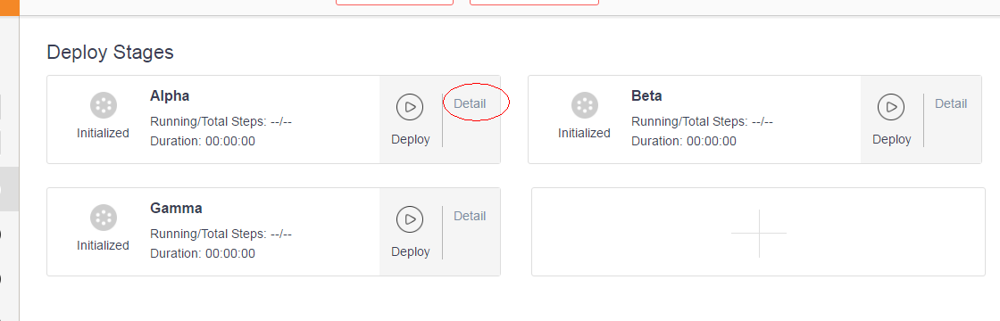 Deploy Stages
Alpha
Running/Total Steps: --/--
Duration: 00:00:00
Initialized
Deploy
Detail
Beta
Running/Total Steps: --/--
Duration: 00:00:00
Initialized
Deploy
Detail
Gamma
Running/Total Steps: --/--
Duration: 00:00:00
Initialized
Deploy
Detail